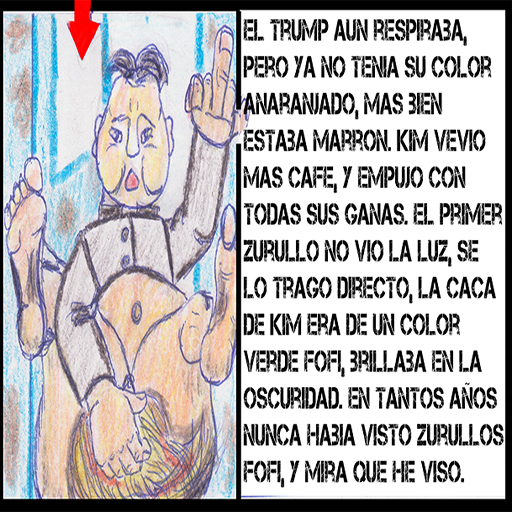 EL TRUMP AUN RESPIRABA,
PERO YA NO TENIA SU COLOR
ANARANJADO, MAS BIEN
ESTABA MARRON. KIM VEVIO
MAS CAFE, Y EMPUJO CON
TODAS SUS GANAS. EL PRIMER
ZURULLO NO VIO LA LUZ, SE
LO TRAGO DIRECTO, LA CACA
DE KIM ERA DE UN COLOR
VERDE FOFI, BRILLABA EN LA
OSCURIDAD. EN TANTOS AÑOS
NUNCA HABIA VISTO ZURULLOS
FOFI, Y MIRA QUE HE VISO.